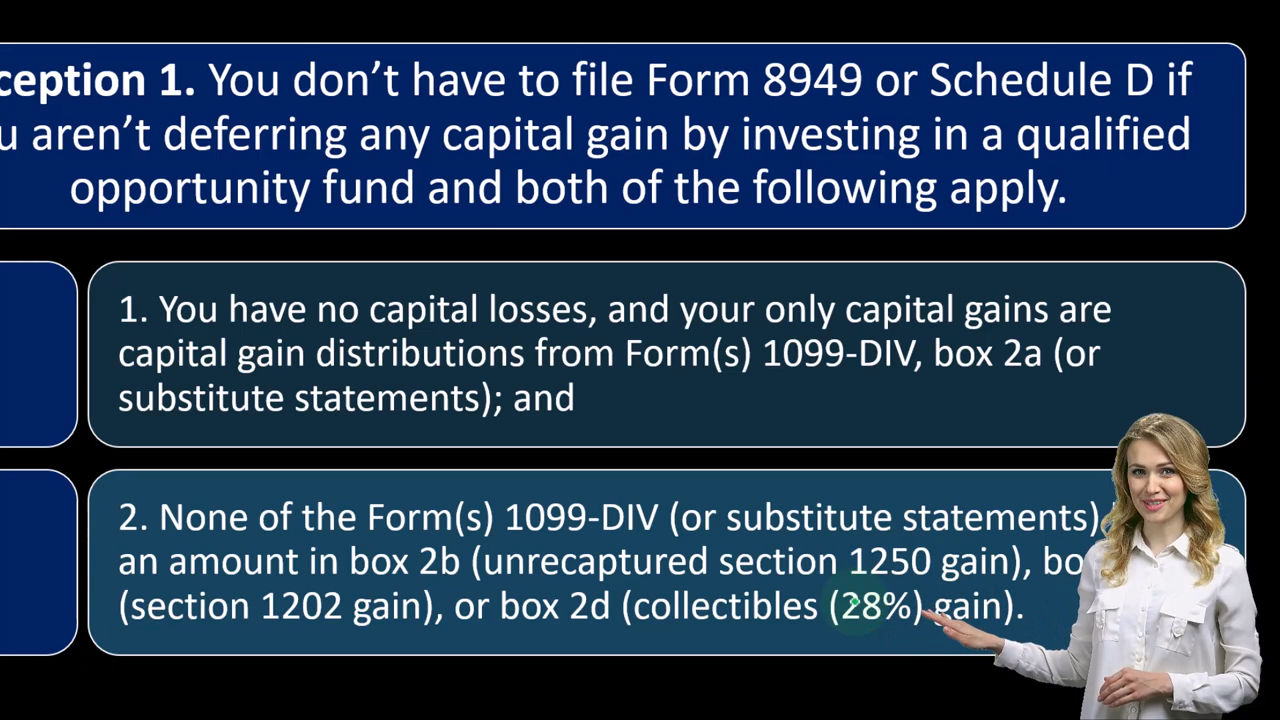 ception 1. You don’t have to file Form 8949 or Schedule D if
u aren’t deferring any capital gain by investing in a qualified
opportunity fund and both of the following apply.
1. You have no capital losses, and your only capital gains are
capital gain distributions from Form(s) 1099-DIV, box 2a (or
substitute statements); and
2. None of the Form(s) 1099-DIV (or substitute statements)
an amount in box 2b (unrecaptured section 1250 gain), bo
(section 1202 gain), or box 2d (collectibles (28%) gain).